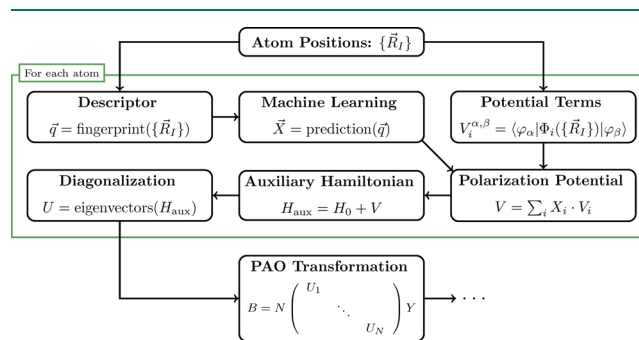 Atom Positions: {R⃗_I}
For each atom
Descriptor
q⃗ = fingerprint({R⃗_I})
Machine Learning
X⃗ = prediction(q⃗)
Potential Terms
V_i^{α,β} = ⟨φ_α|Φ_i({R⃗_I})|φ_β⟩
Diagonalization
U = eigenvectors(H_aux)
Auxiliary Hamiltonian
H_aux = H_0 + V
Polarization Potential
V = ∑_i X_i · V_i
PAO Transformation
U_1
B = N ( ⋱ ) Y
U_N
· · ·